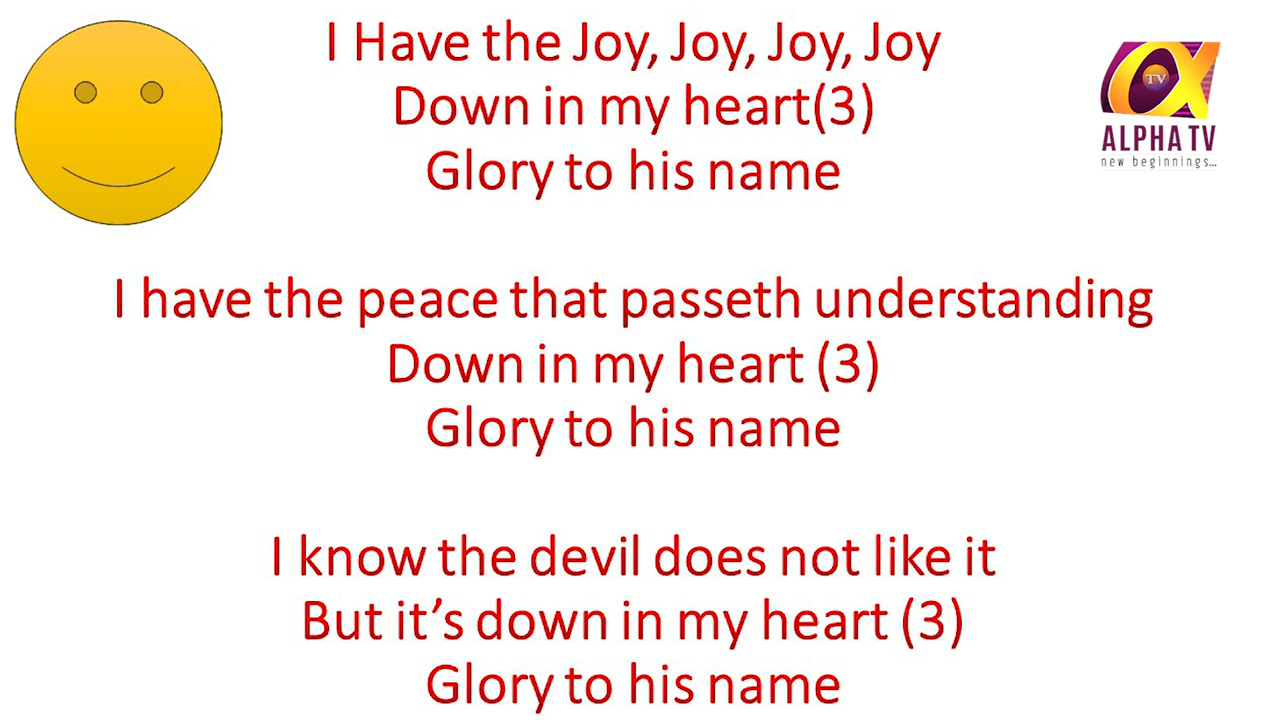 I Have the Joy, Joy, Joy, Joy
Down in my heart(3)
Glory to his name
TV
ALPHA TV
new beginnings...
I have the peace that passeth understanding
Down in my heart (3)
Glory to his name
I know the devil does not like it
But it’s down in my heart (3)
Glory to his name